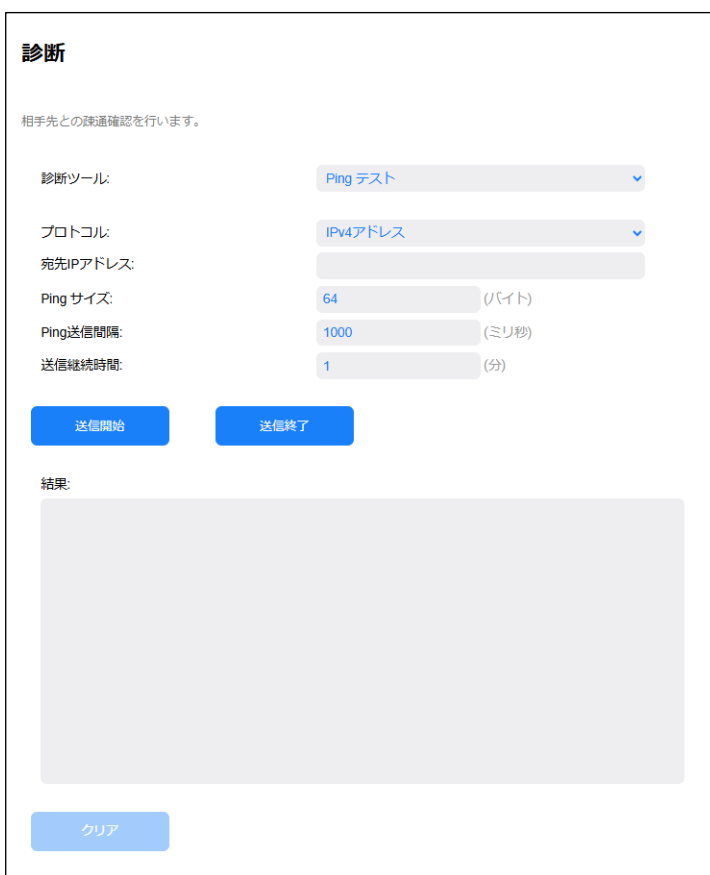 診断
相手先との疎通確認を行います。
診断ツール: Ping テスト
プロトコル: IPv4アドレス
宛先IPアドレス:
Ping サイズ: 64 (バイト)
Ping送信間隔: 1000 (ミリ秒)
送信継続時間: 1 (分)
送信開始 送信終了
結果:
クリア